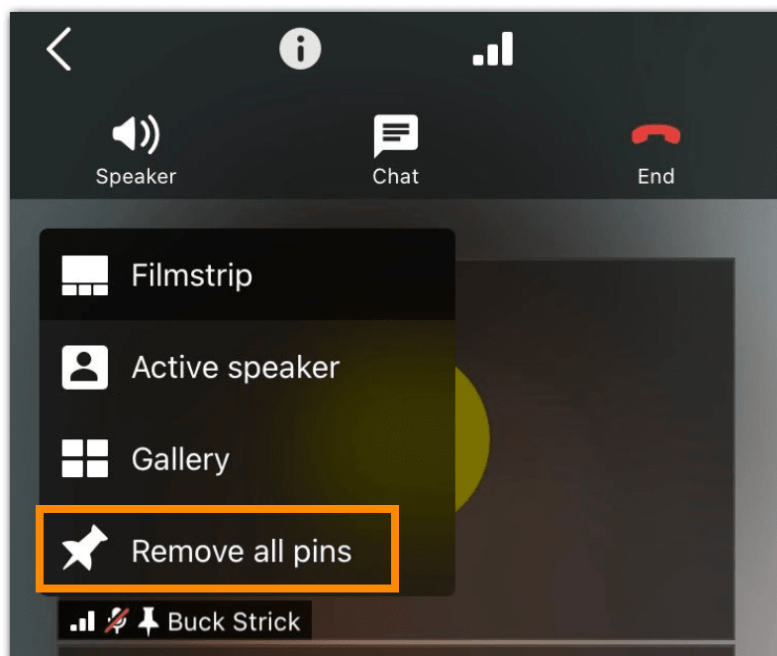 Speaker
Chat
End
Filmstrip
Active speaker
Gallery
Remove all pins
Buck Strick